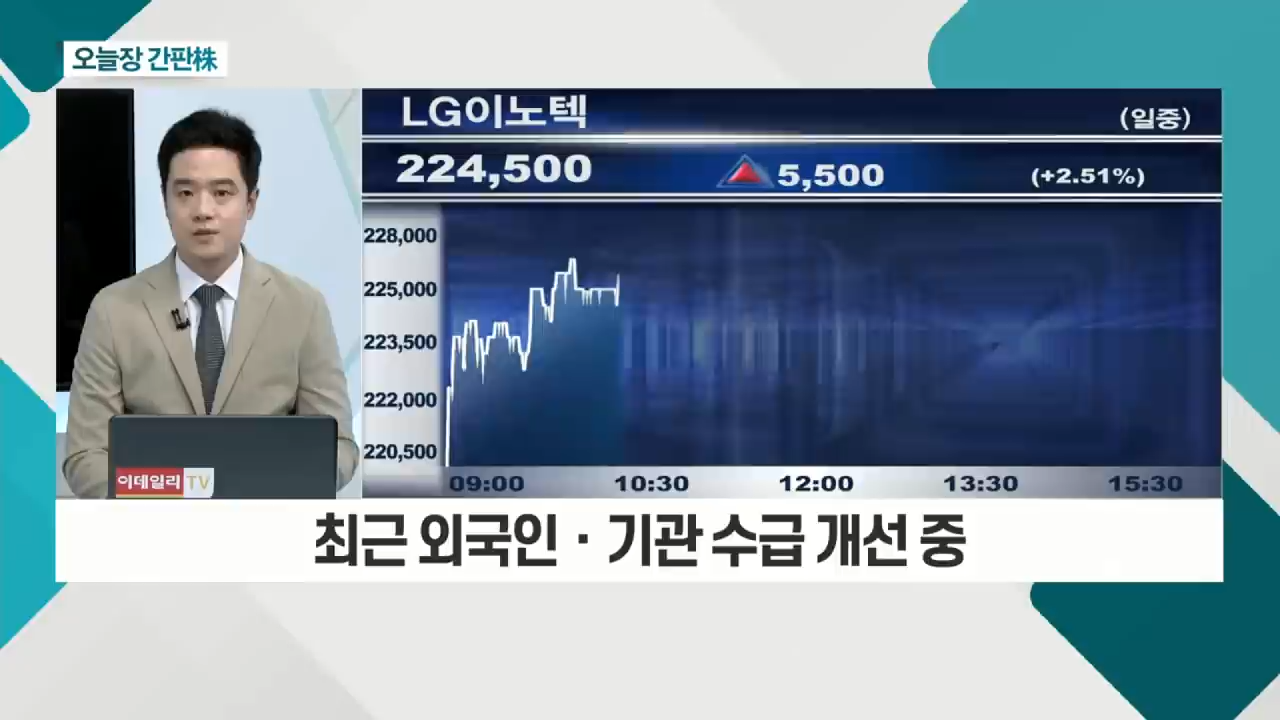 오늘장 간판株
LG이노텍
(일중)
224,500
5,500
(+2.51%)
228,000
225,000
223,500
222,000
220,500
09:00
10:30
12:00
13:30
15:30
이데일리 TV
최근 외국인 · 기관 수급 개선 중